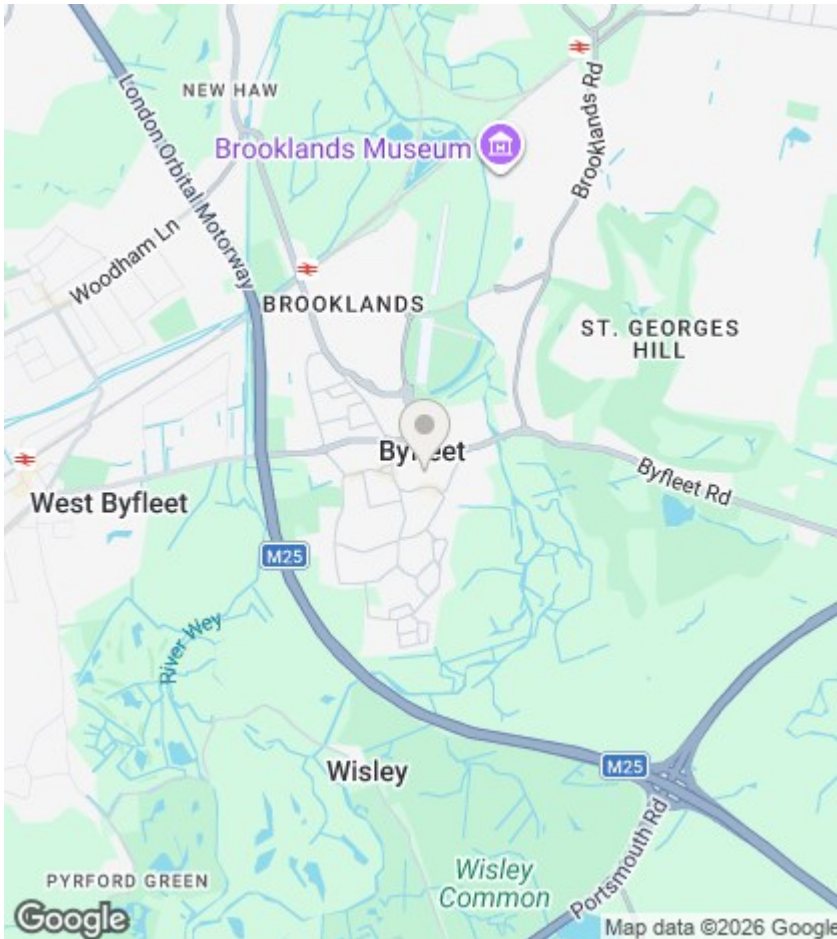 NEW HAW
London Orbital Motorway
Brooklands Museum
Brooklands Rd
Woodham Ln
BROOKLANDS
ST. GEORGES
HILL
Byfleet
West Byfleet
Byfleet Rd
M25
River Wey
Wisley
M25
Portsmouth Rd
PYRFORD GREEN
Wisley
Common
Google
Map data ©2026 Google